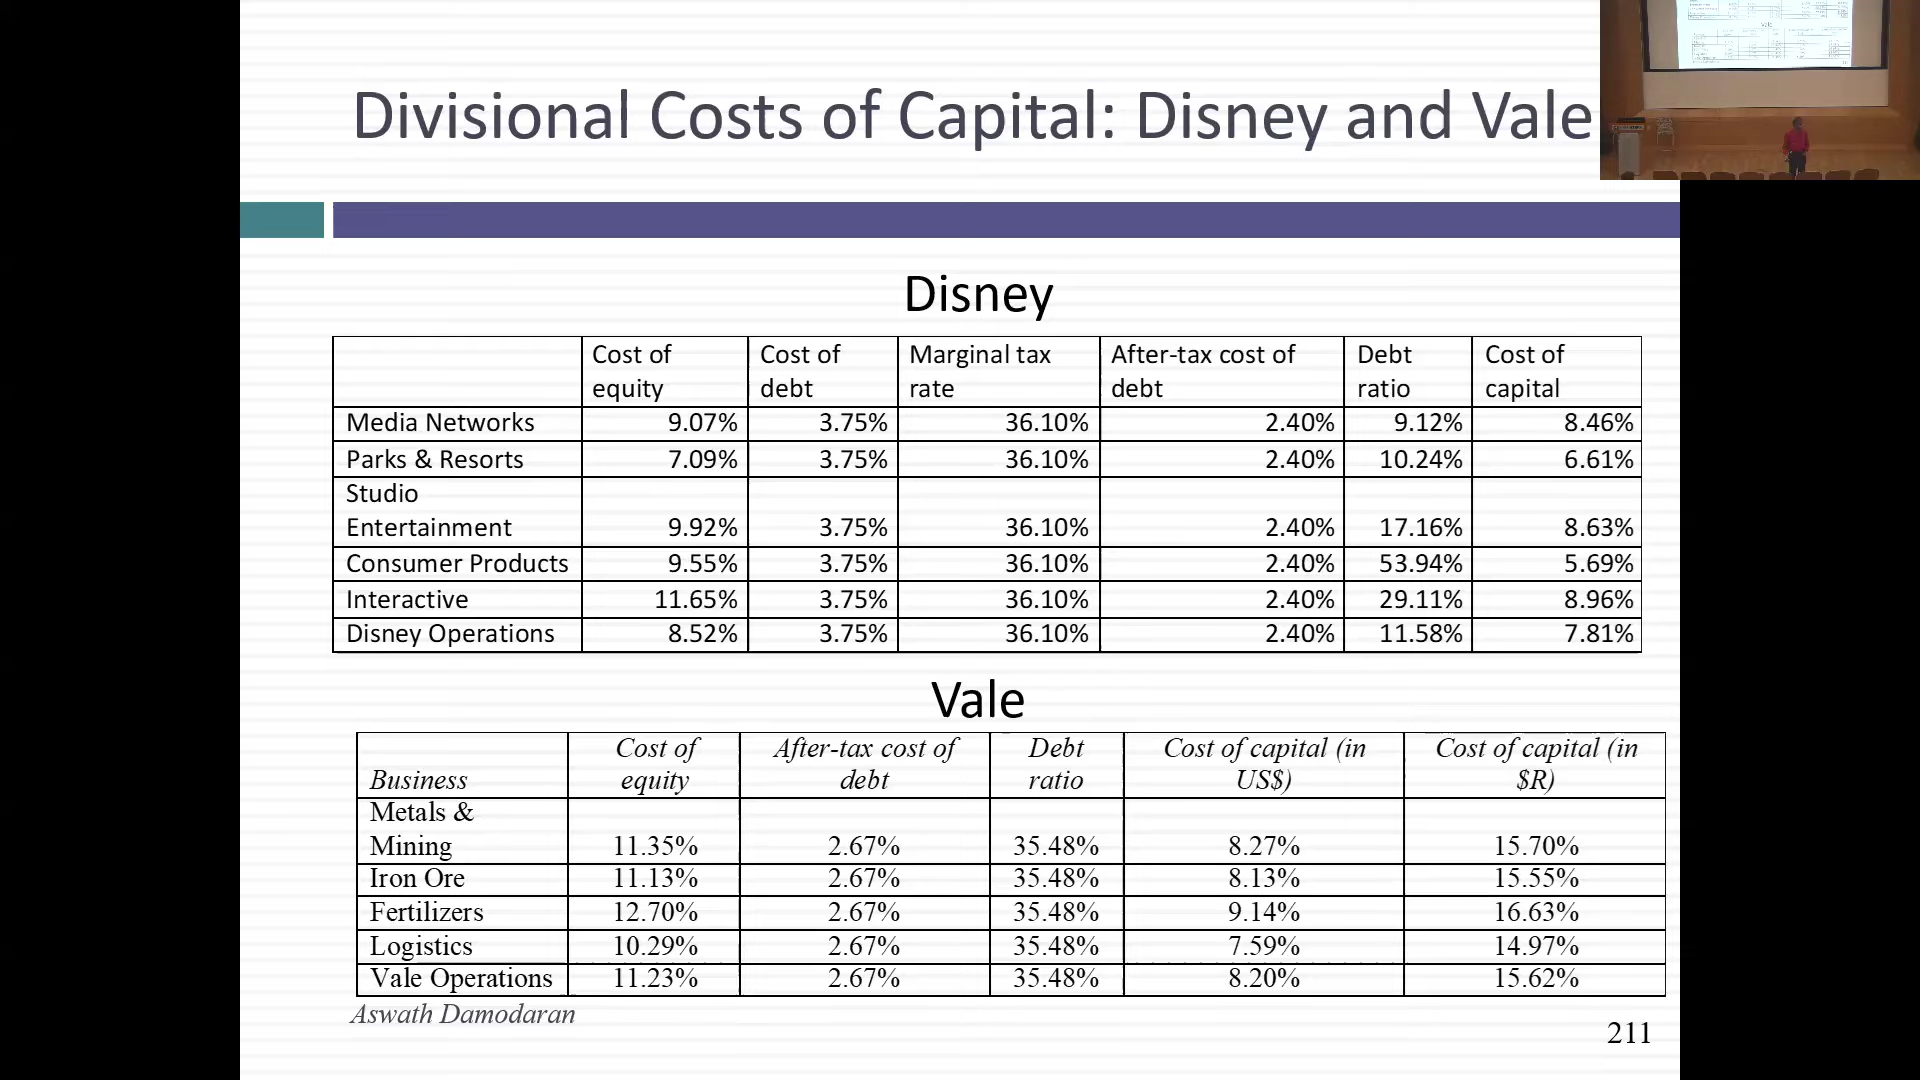 Divisional Costs of Capital: Disney and Vale
Disney
Cost of equity Cost of debt Marginal tax rate After-tax cost of debt Debt ratio Cost of capital
Media Networks 9.07% 3.75% 36.10% 2.40% 9.12% 8.46%
Parks & Resorts 7.09% 3.75% 36.10% 2.40% 10.24% 6.61%
Studio
Entertainment 9.92% 3.75% 36.10% 2.40% 17.16% 8.63%
Consumer Products 9.55% 3.75% 36.10% 2.40% 53.94% 5.69%
Interactive 11.65% 3.75% 36.10% 2.40% 29.11% 8.96%
Disney Operations 8.52% 3.75% 36.10% 2.40% 11.58% 7.81%
Vale
Business Cost of equity After-tax cost of debt Debt ratio Cost of capital (in US$) Cost of capital (in $R)
Metals &
Mining 11.35% 2.67% 35.48% 8.27% 15.70%
Iron Ore 11.13% 2.67% 35.48% 8.13% 15.55%
Fertilizers 12.70% 2.67% 35.48% 9.14% 16.63%
Logistics 10.29% 2.67% 35.48% 7.59% 14.97%
Vale Operations 11.23% 2.67% 35.48% 8.20% 15.62%
Aswath Damodaran
211